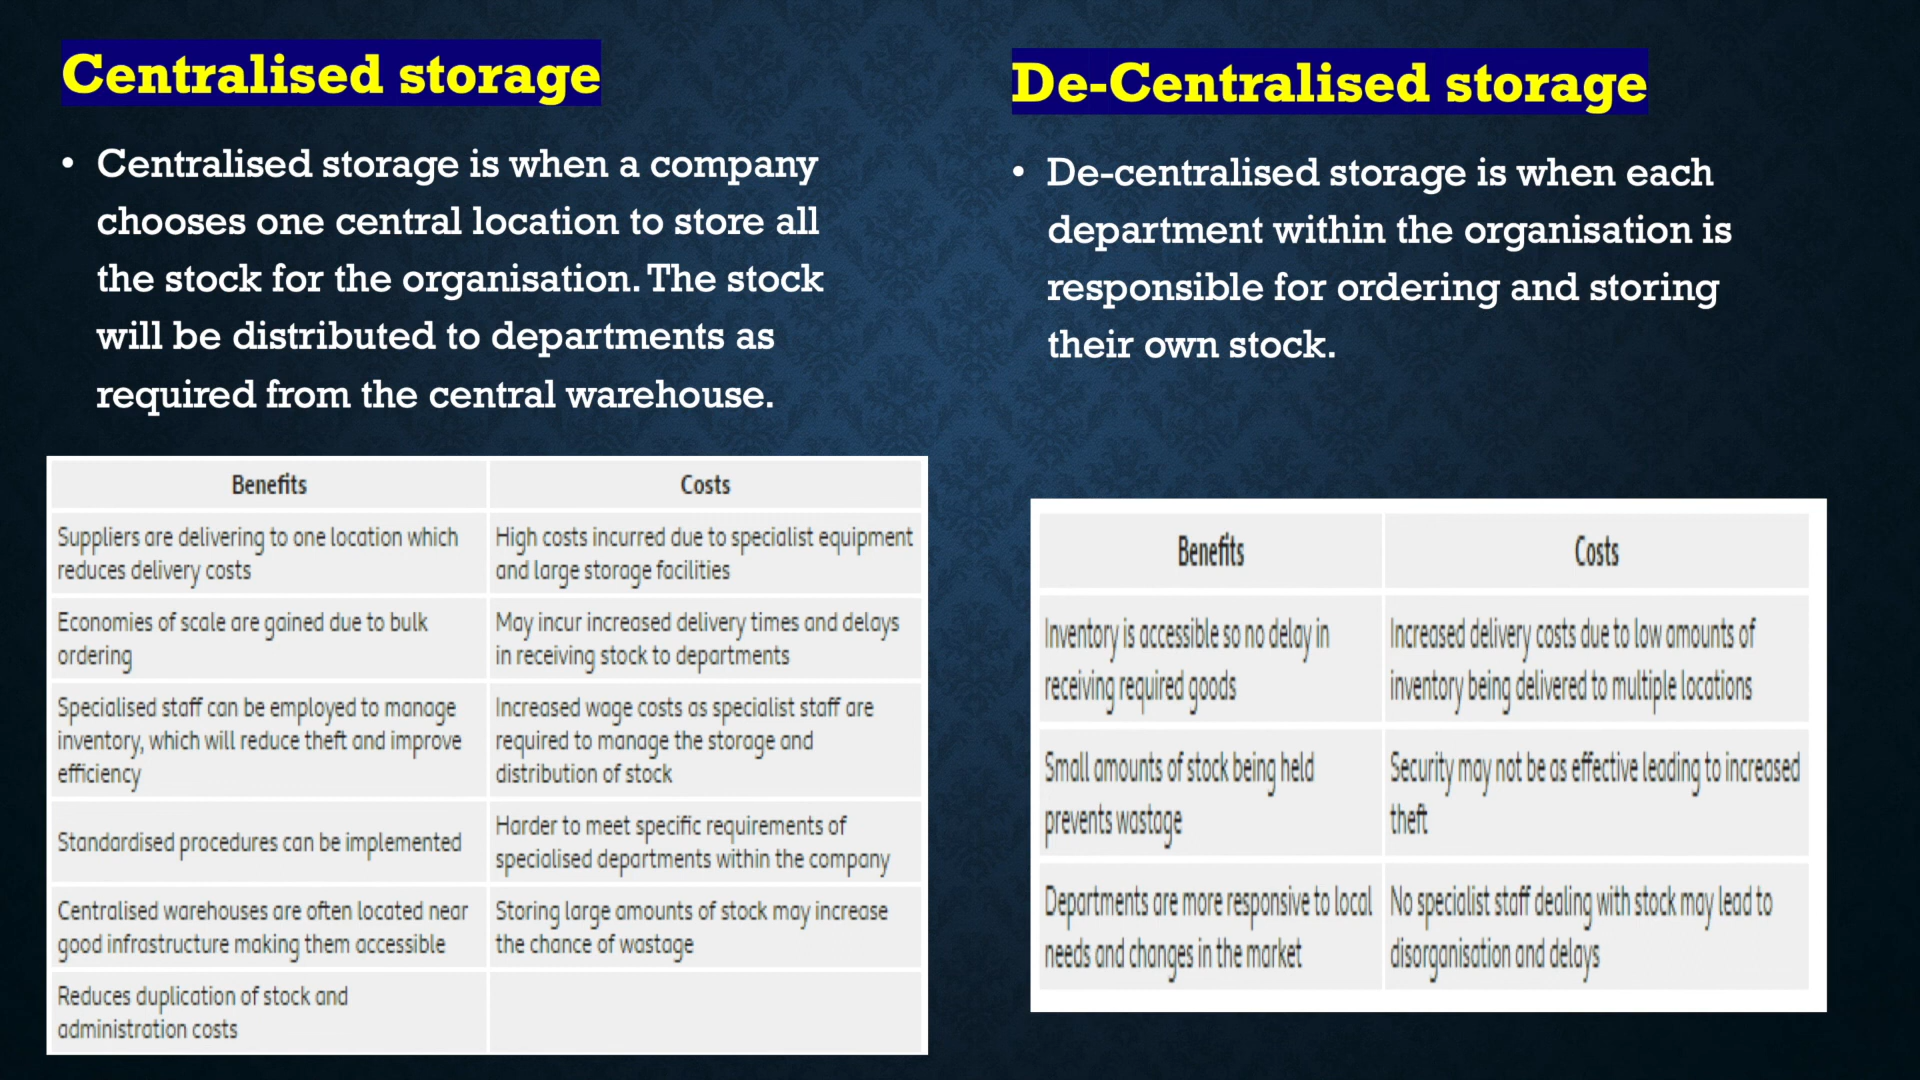 Centralised storage
• Centralised storage is when a company
chooses one central location to store all
the stock for the organisation. The stock
will be distributed to departments as
required from the central warehouse.
Benefits
Costs
Suppliers are delivering to one location which
reduces delivery costs
High costs incurred due to specialist equipment
and large storage facilities
Economies of scale are gained due to bulk
ordering
May incur increased delivery times and delays
in receiving stock to departments
Specialised staff can be employed to manage
inventory, which will reduce theft and improve
efficiency
Increased wage costs as specialist staff are
required to manage the storage and
distribution of stock
Standardised procedures can be implemented
Harder to meet specific requirements of
specialised departments within the company
Centralised warehouses are often located near
good infrastructure making them accessible
Storing large amounts of stock may increase
the chance of wastage
Reduces duplication of stock and
administration costs
De-Centralised storage
• De-centralised storage is when each
department within the organisation is
responsible for ordering and storing
their own stock.
Benefits
Costs
Inventory is accessible so no delay in
receiving required goods
Increased delivery costs due to low amounts of
inventory being delivered to multiple locations
Small amounts of stock being held
prevents wastage
Security may not be as effective leading to increased
theft
Departments are more responsive to local
needs and changes in the market
No specialist staff dealing with stock may lead to
disorganisation and delays